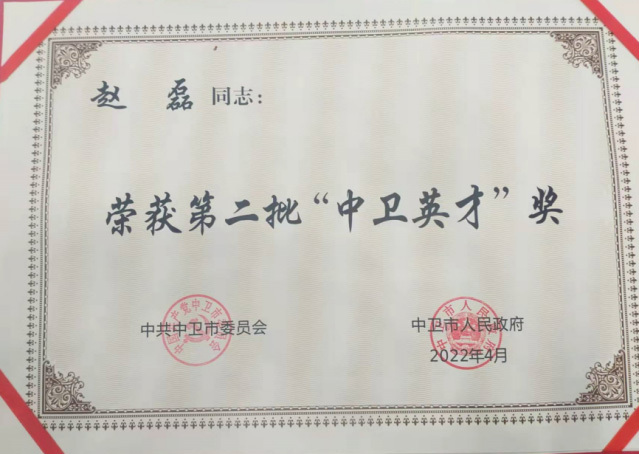 赵磊 同志：
荣获第二批“中卫英才”奖
中共中卫市委员会
中卫市人民政府
2022年4月